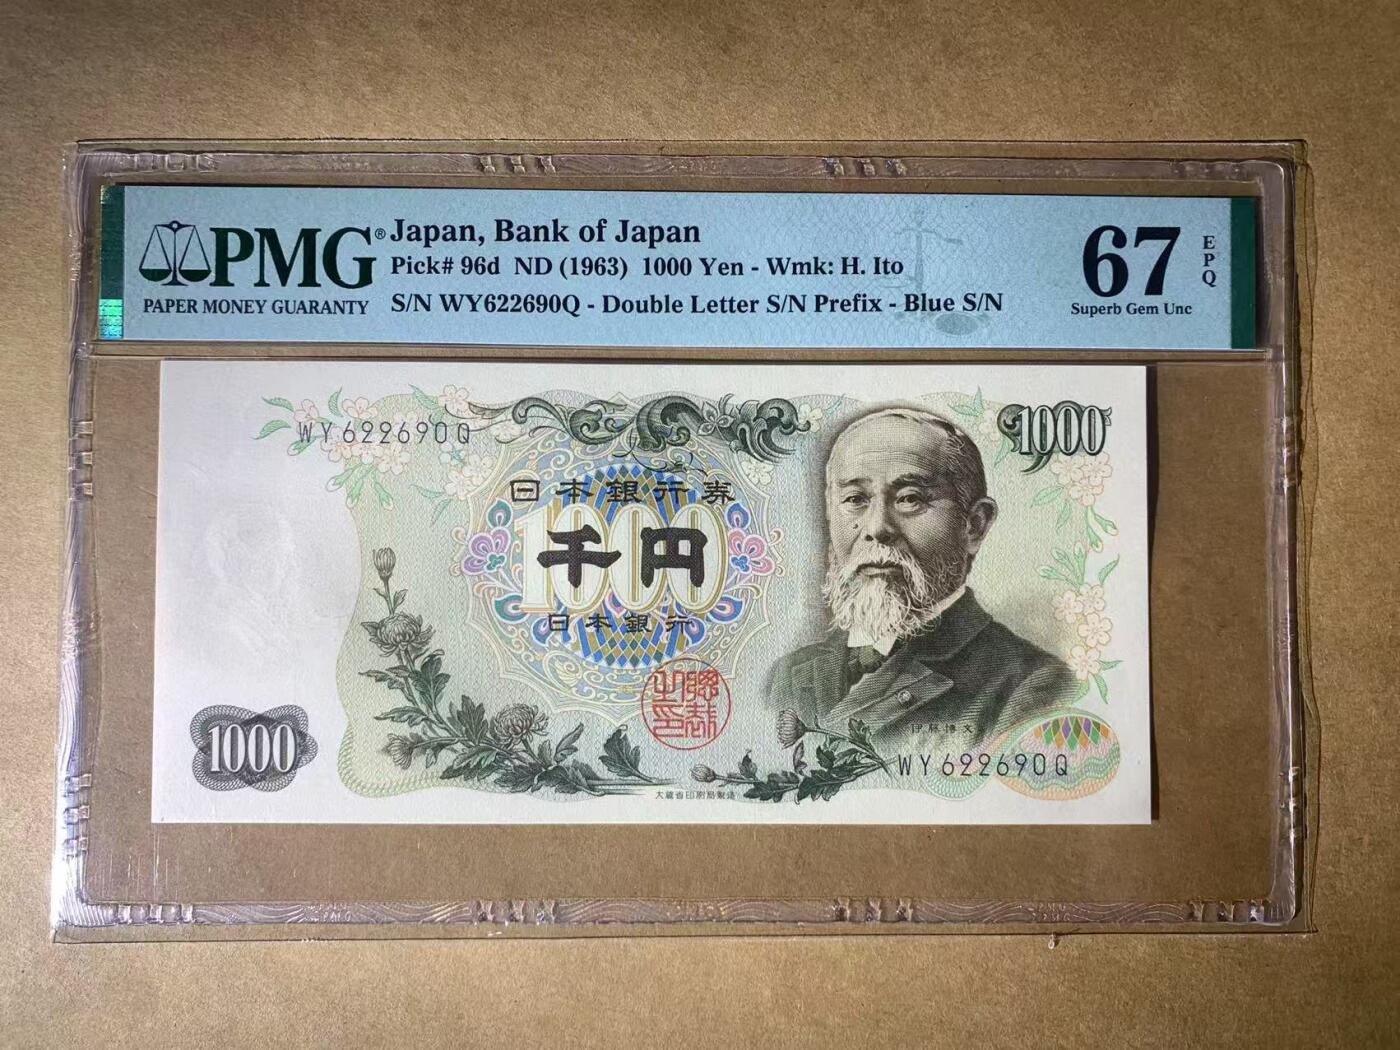 PMG® Japan, Bank of Japan
Pick# 96d ND (1963) 1000 Yen - Wmk: H. Ito
S/N WY622690Q - Double Letter S/N Prefix - Blue S/N
PAPER MONEY GUARANTY
67
EPQ
Superb Gem Unc
WY622690Q
1000
日本銀行券
1000
千円
日本銀行
伊藤博文
1000
WY622690Q
大蔵省印刷局製造